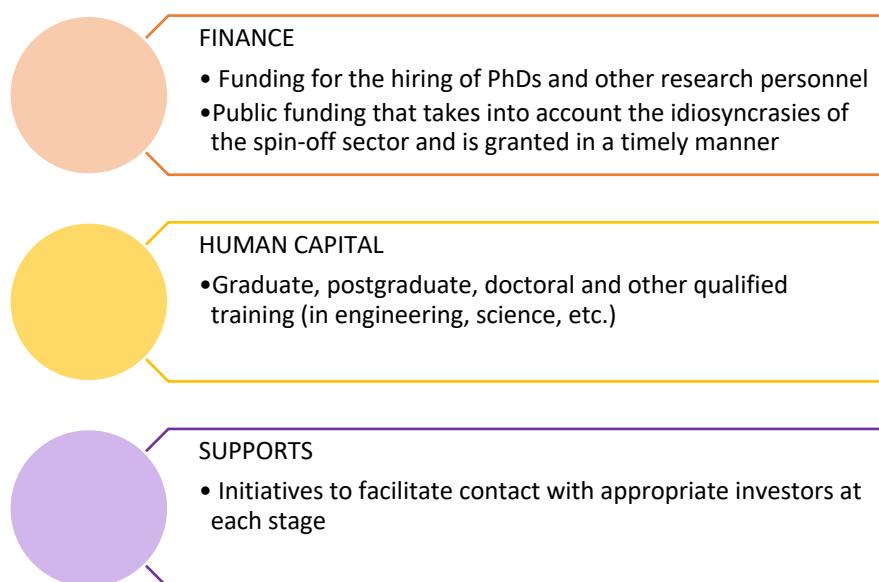 FINANCE
• Funding for the hiring of PhDs and other research personnel
•Public funding that takes into account the idiosyncrasies of
the spin-off sector and is granted in a timely manner
HUMAN CAPITAL
•Graduate, postgraduate, doctoral and other qualified
training (in engineering, science, etc.)
SUPPORTS
• Initiatives to facilitate contact with appropriate investors at
each stage